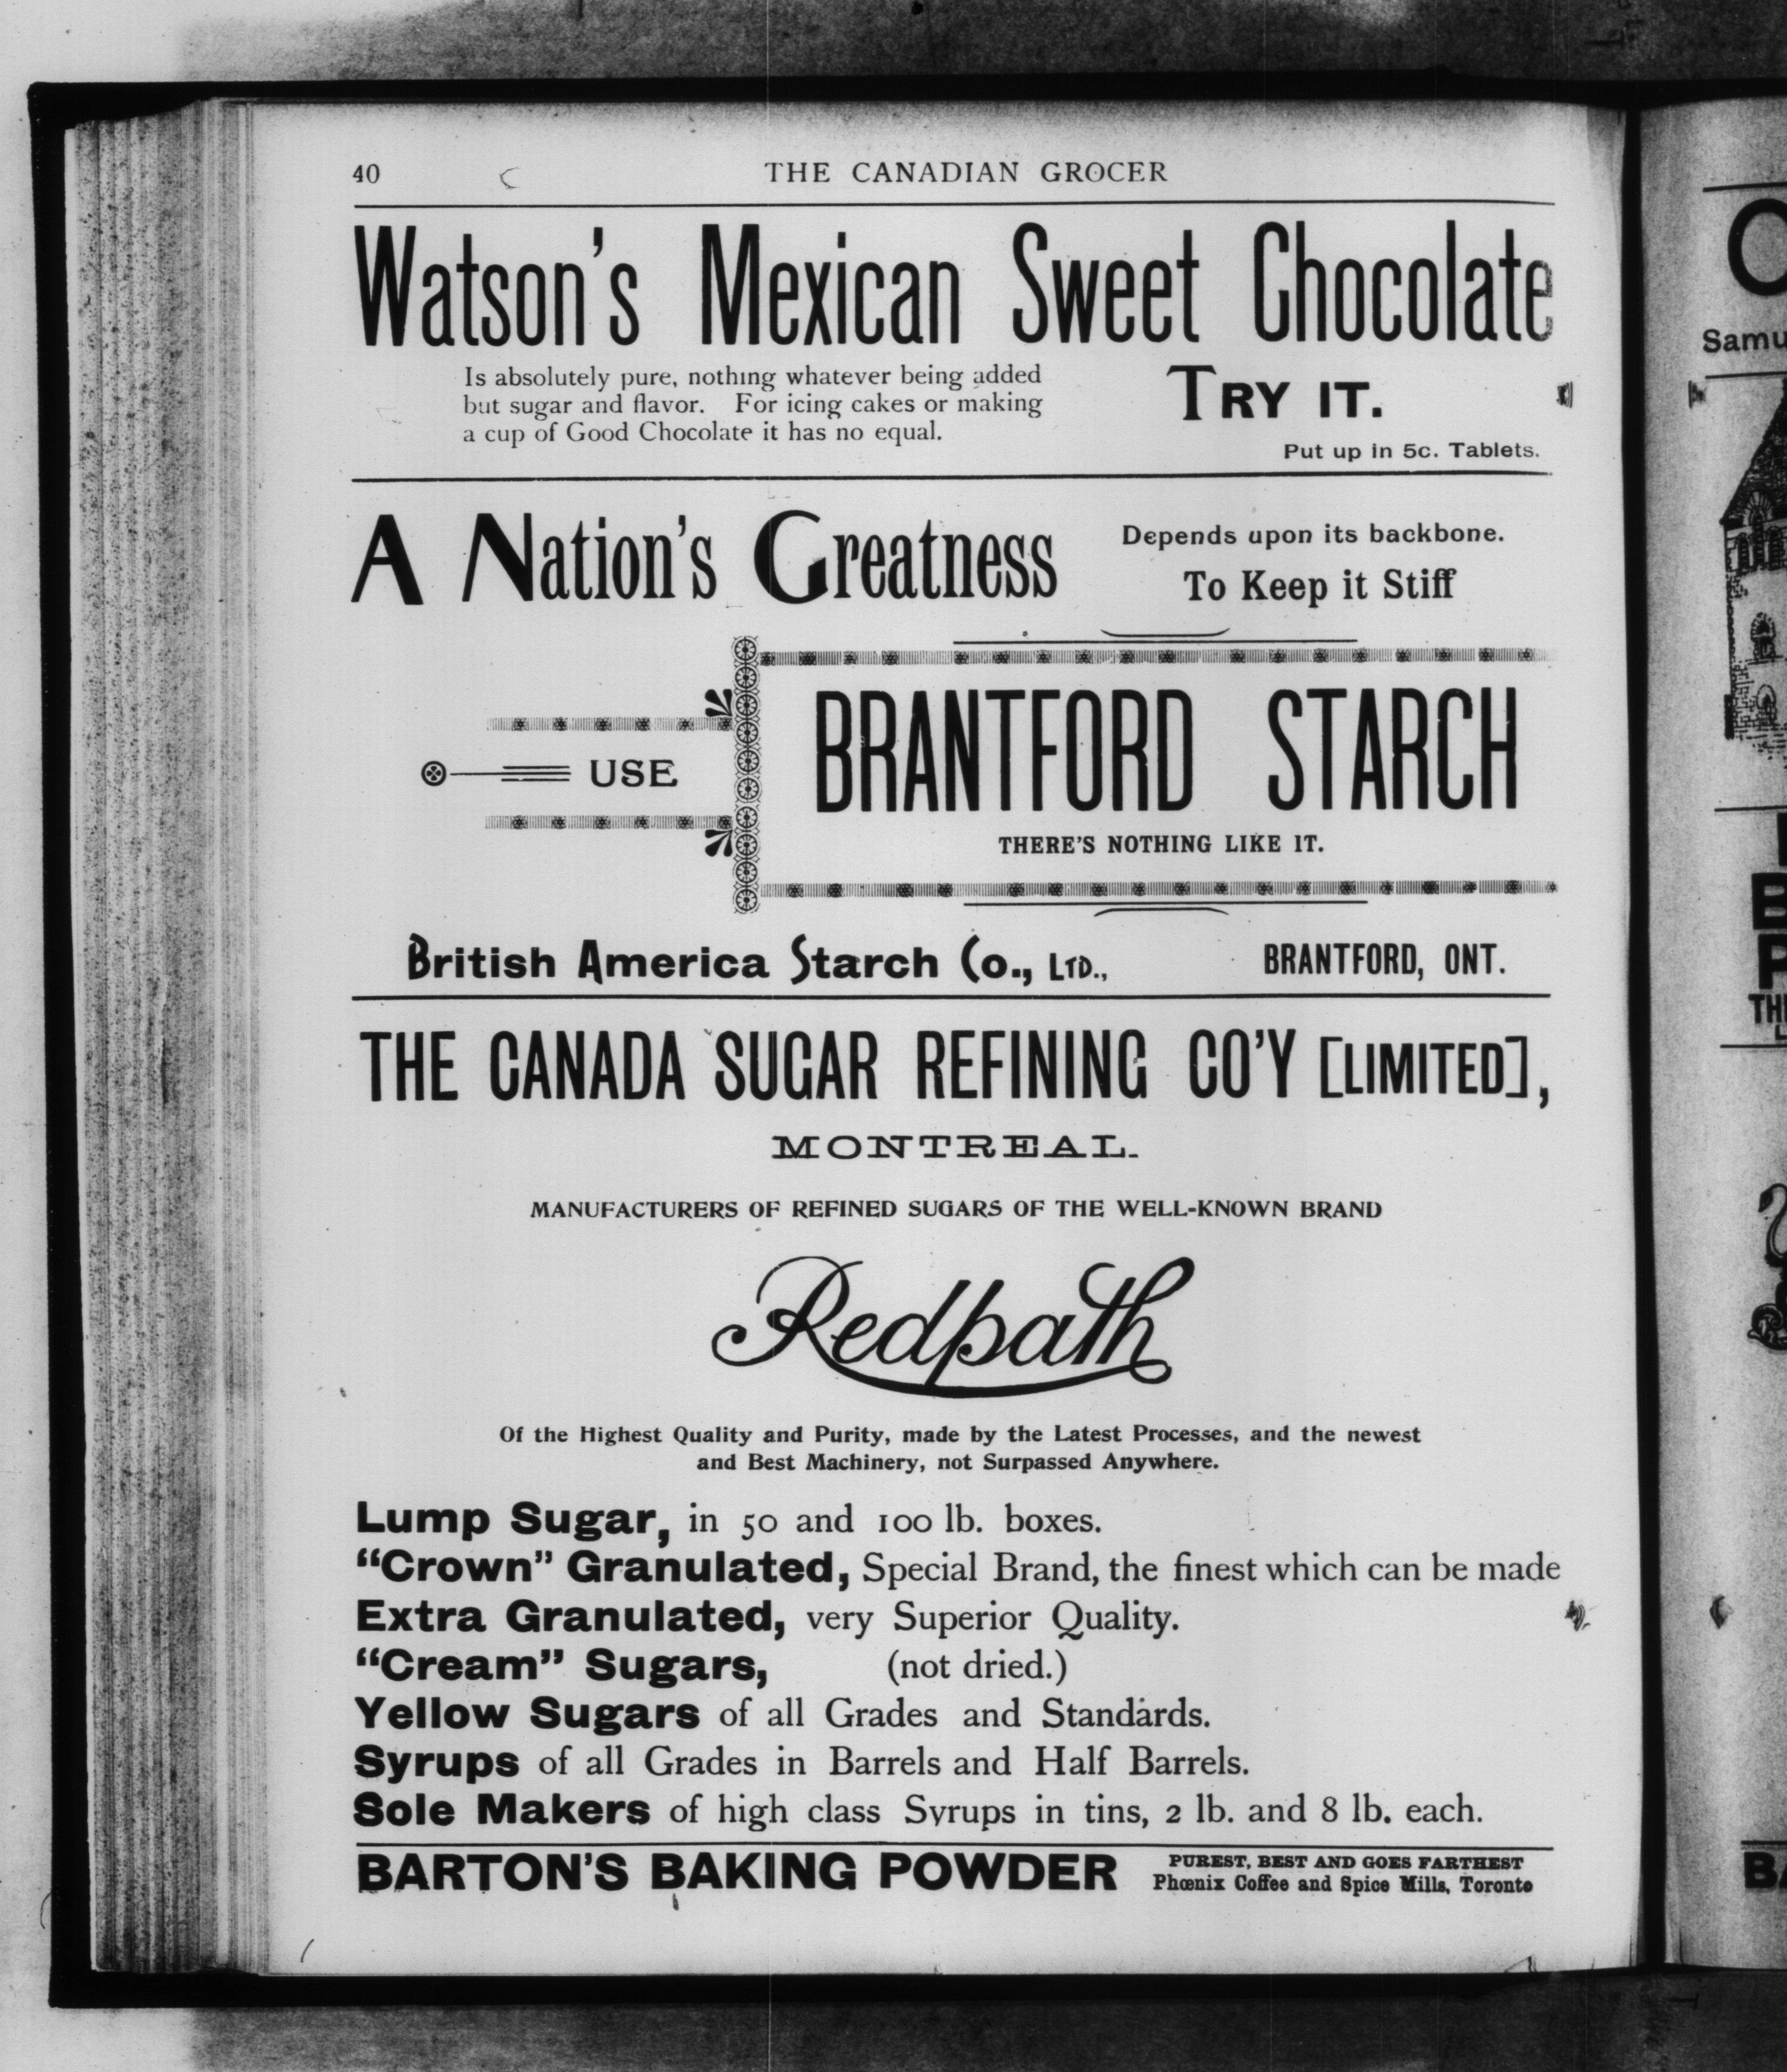 40 THE CANADIAN GROCER
Watson's Mexican Sweet Chocolate
Is absolutely pure, nothing whatever being added
but sugar and flavor. For icing cakes or making
a cup of Good Chocolate it has no equal.
TRY IT.
Put up in 5c. Tablets.
A Nation's Greatness
Depends upon its backbone.
To Keep it Stiff
USE
BRANTFORD STARCH
THERE'S NOTHING LIKE IT.
British America Starch Co., LTD., BRANTFORD, ONT.
THE CANADA SUGAR REFINING CO'Y [LIMITED],
MONTREAL.
MANUFACTURERS OF REFINED SUGARS OF THE WELL-KNOWN BRAND
Redpath
Of the Highest Quality and Purity, made by the Latest Processes, and the newest
and Best Machinery, not Surpassed Anywhere.
Lump Sugar, in 50 and 100 lb. boxes.
"Crown" Granulated, Special Brand, the finest which can be made
Extra Granulated, very Superior Quality.
"Cream" Sugars, (not dried.)
Yellow Sugars of all Grades and Standards.
Syrups of all Grades in Barrels and Half Barrels.
Sole Makers of high class Syrups in tins, 2 lb. and 8 lb. each.
BARTON'S BAKING POWDER
PUREST, BEST AND GOES FARTHEST
Phœnix Coffee and Spice Mills, Toronto